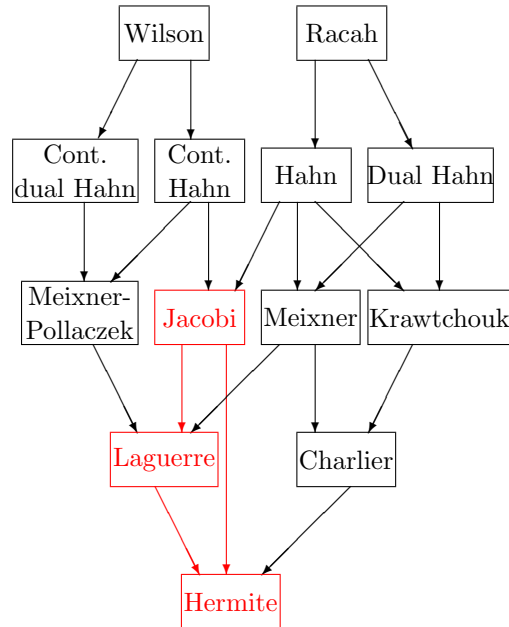 Wilson
Racah
Cont.
dual Hahn
Cont.
Hahn
Hahn
Dual Hahn
Meixner-
Pollaczek
Jacobi
Meixner
Krawtchouk
Laguerre
Charlier
Hermite